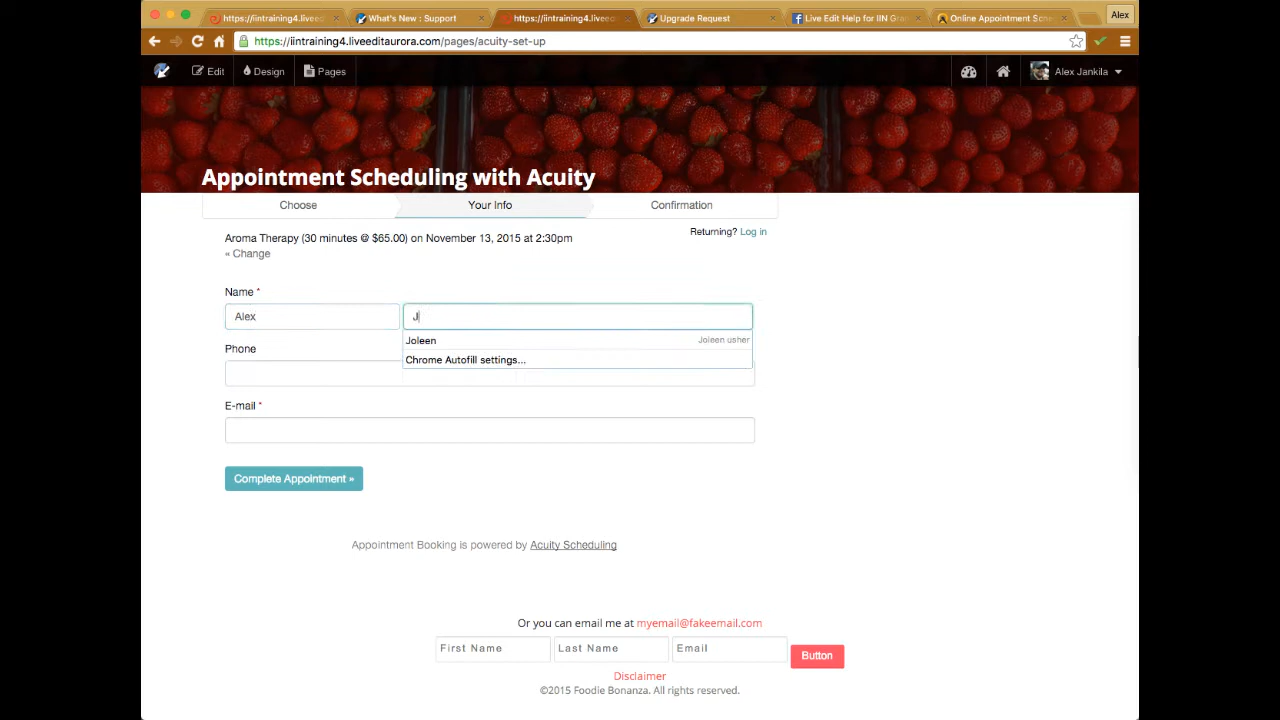 https://iintraining4.liveed
What's New : Support
https://iintraining4.liveed
Upgrade Request
Live Edit Help for IIN Gra
Online Appointment Sche
Alex
https://iintraining4.liveeditaurora.com/pages/acuity-set-up
Edit
Design
Pages
Alex Jankila
Appointment Scheduling with Acuity
Choose
Your Info
Confirmation
Aroma Therapy (30 minutes @ $65.00) on November 13, 2015 at 2:30pm
Returning? Log in
« Change
Name *
Alex
J
Joleen
Joleen usher
Chrome Autofill settings...
Phone
E-mail *
Complete Appointment »
Appointment Booking is powered by Acuity Scheduling
Or you can email me at myemail@fakeemail.com
First Name
Last Name
Email
Button
Disclaimer
©2015 Foodie Bonanza. All rights reserved.